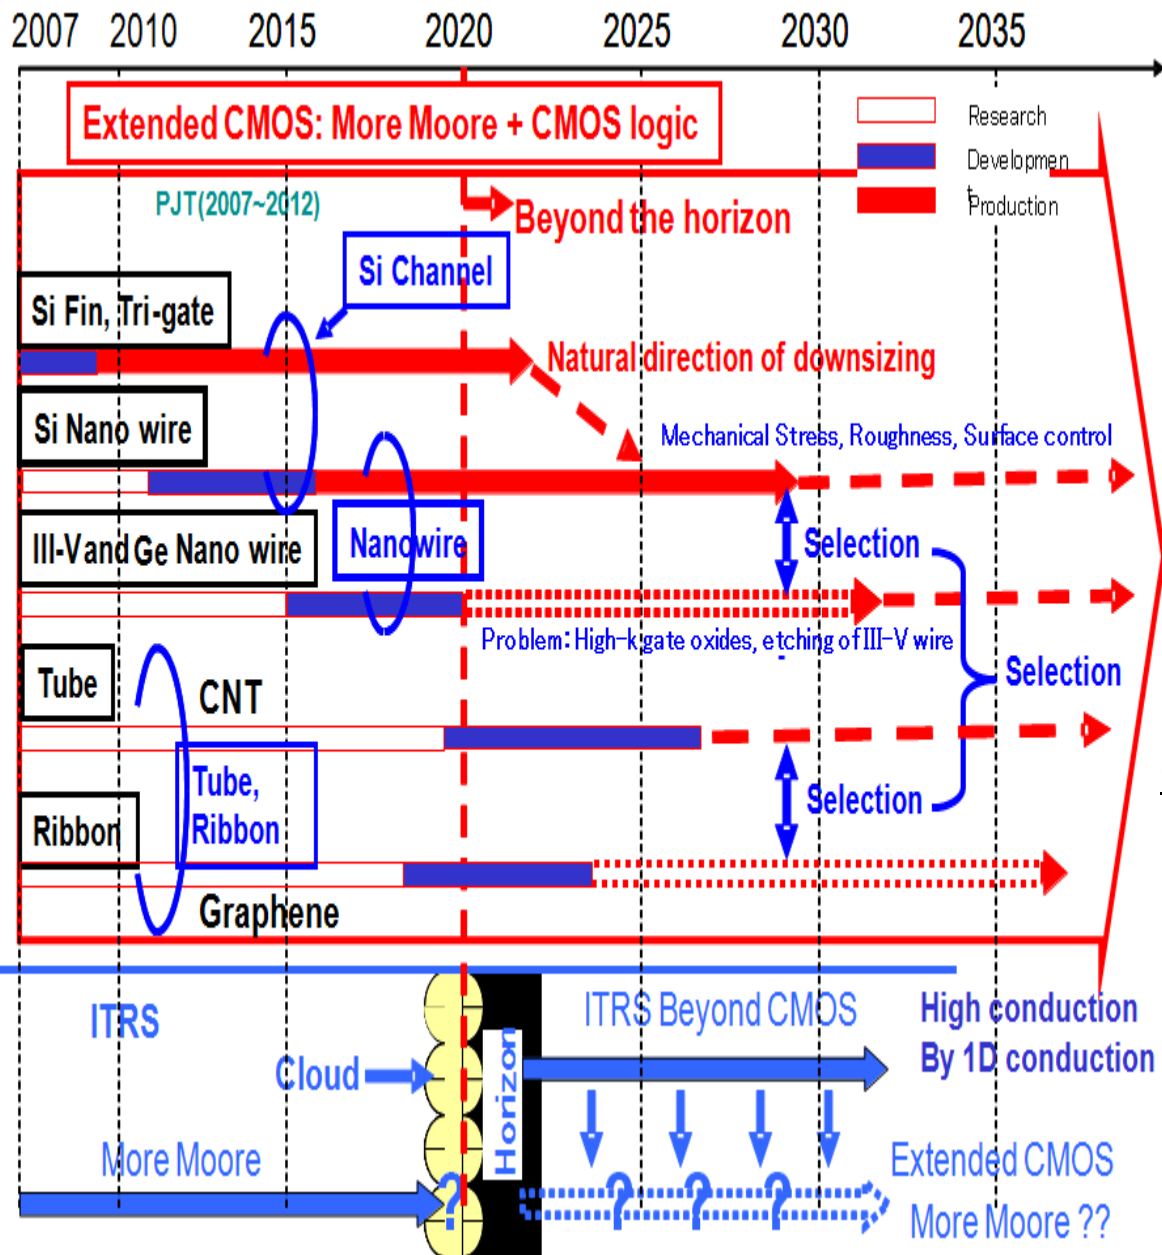 2007 2010 2015 2020 2025 2030 2035
Extended CMOS: More Moore + CMOS logic
Research
Developmen
t
Production
PJT(2007~2012)
Beyond the horizon
Si Channel
Si Fin, Tri-gate
Natural direction of downsizing
Si Nano wire
Mechanical Stress, Roughness, Surface control
III-V and Ge Nano wire
Nanowire
Selection
Problem: High-k gate oxides, etching of III-V wire
Tube
CNT
Selection
Tube,
Ribbon
Selection
Ribbon
Graphene
ITRS
ITRS Beyond CMOS
High conduction
By 1D conduction
Cloud
Horizon
More Moore
?
? ? ?
Extended CMOS
More Moore ??